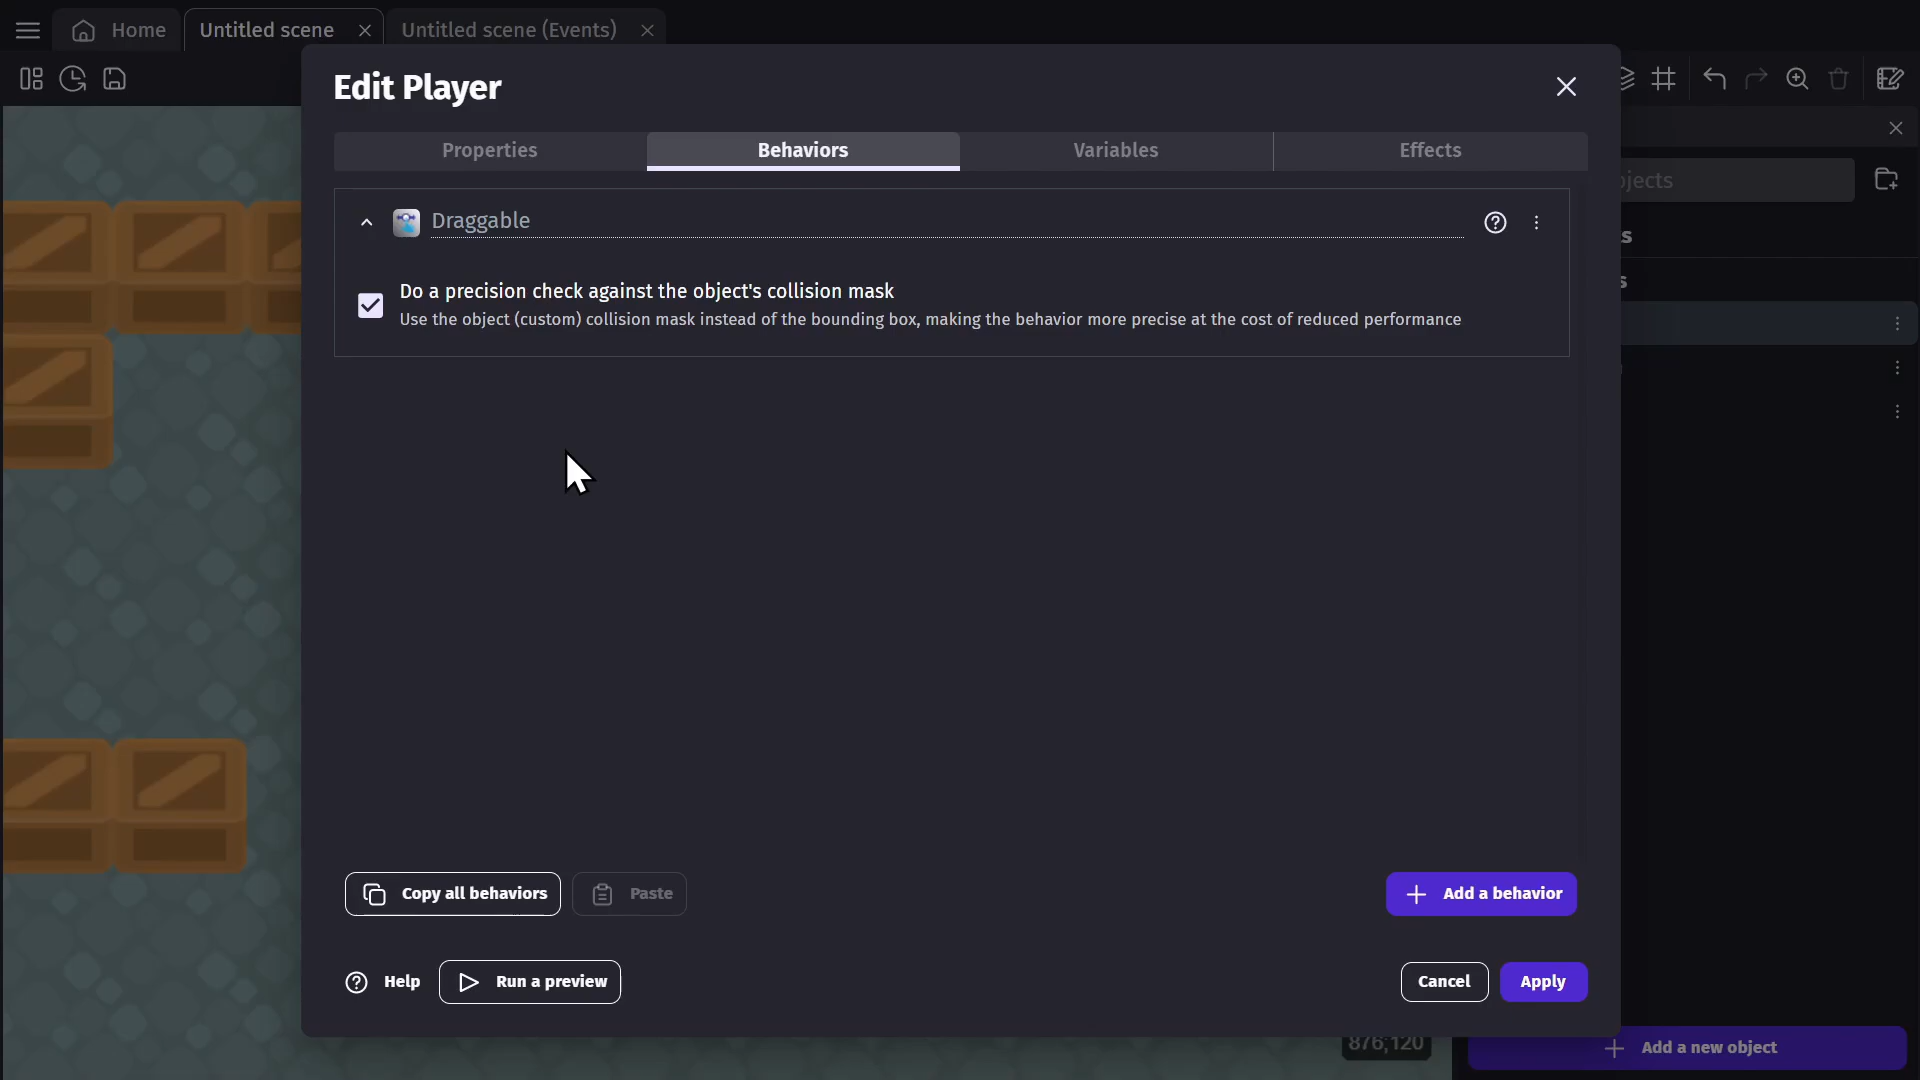 Home
Untitled scene
Untitled scene (Events)
Edit Player
Properties
Behaviors
Variables
Effects
Draggable
Do a precision check against the object's collision mask
Use the object (custom) collision mask instead of the bounding box, making the behavior more precise at the cost of reduced performance
Copy all behaviors
Paste
Add a behavior
Help
Run a preview
Cancel
Apply
876;120
Add a new object